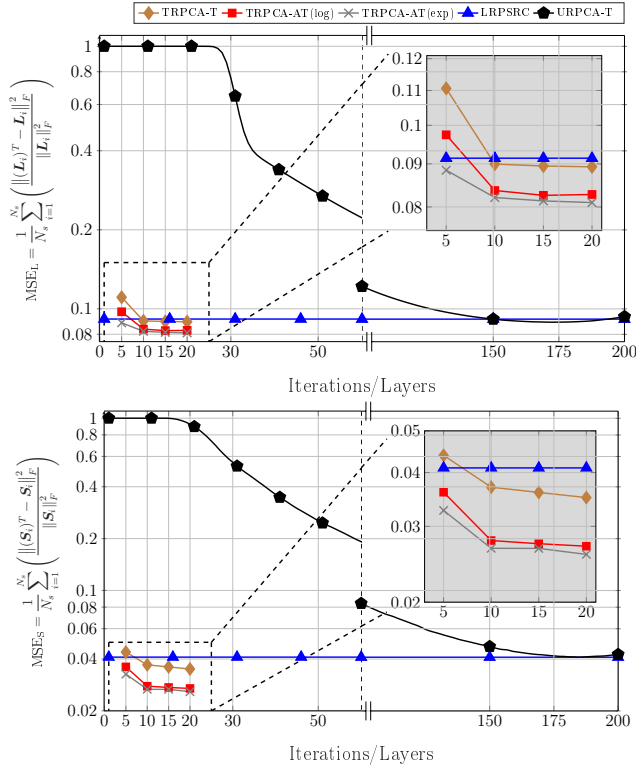 TRPCA-T TRPCA-AT(log) TRPCA-AT(exp) LRPSRC URPCA-T
1
0.8
0.6
0.4
0.2
0.1
0.08
MSE_L = 1/N_s ∑_{i=1}^{N_s} ( ‖(L_i)^T − L_i‖_F^2 / ‖L_i‖_F^2 )
0.12
0.11
0.1
0.09
0.08
5 10 15 20
0 5 10 15 20 30 50 150 175 200
Iterations/Layers
1
0.8
0.6
0.4
0.2
0.1
0.08
0.06
0.04
0.02
MSE_S = 1/N_s ∑_{i=1}^{N_s} ( ‖(S_i)^T − S_i‖_F^2 / ‖S_i‖_F^2 )
0.05
0.04
0.03
0.02
5 10 15 20
0 5 10 15 20 30 50 150 175 200
Iterations/Layers